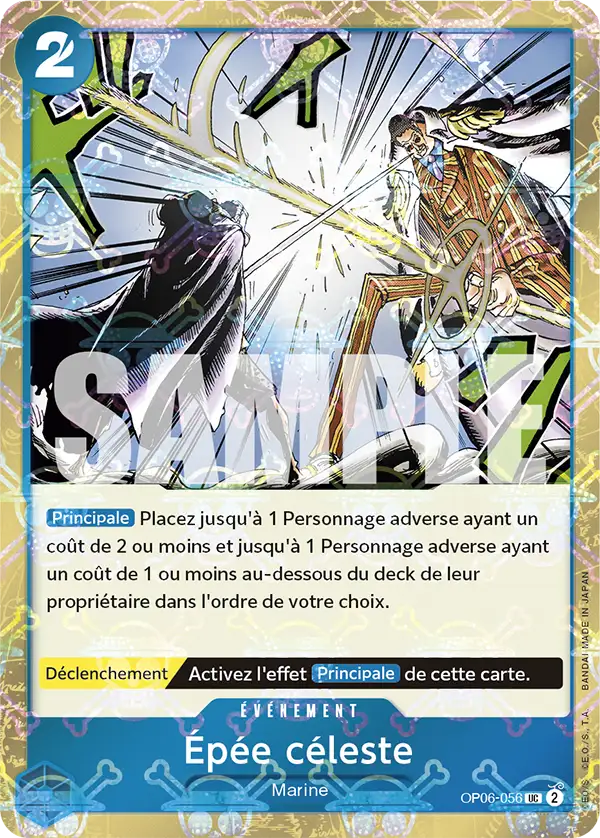 2
SAMPLE
Principale Placez jusqu'à 1 Personnage adverse ayant un
coût de 2 ou moins et jusqu'à 1 Personnage adverse ayant
un coût de 1 ou moins au-dessous du deck de leur
propriétaire dans l'ordre de votre choix.
Déclenchement Activez l'effet Principale de cette carte.
ÉVÉNEMENT
Épée céleste
Marine
OP06-056 UC 2
©E.O./S., T.A. BANDAI MADE IN JAPAN